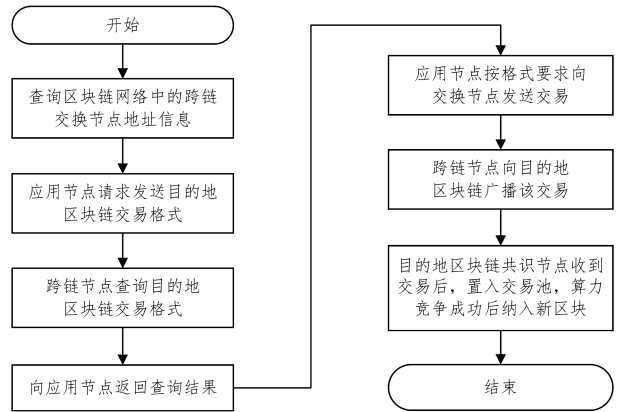 开始
查询区块链网络中的跨链
交换节点地址信息
应用节点请求发送目的地
区块链交易格式
跨链节点查询目的地
区块链交易格式
向应用节点返回查询结果
应用节点按格式要求向
交换节点发送交易
跨链节点向目的地
区块链广播该交易
目的地区块链共识节点收到
交易后，置入交易池，算力
竞争成功后纳入新区块
结束